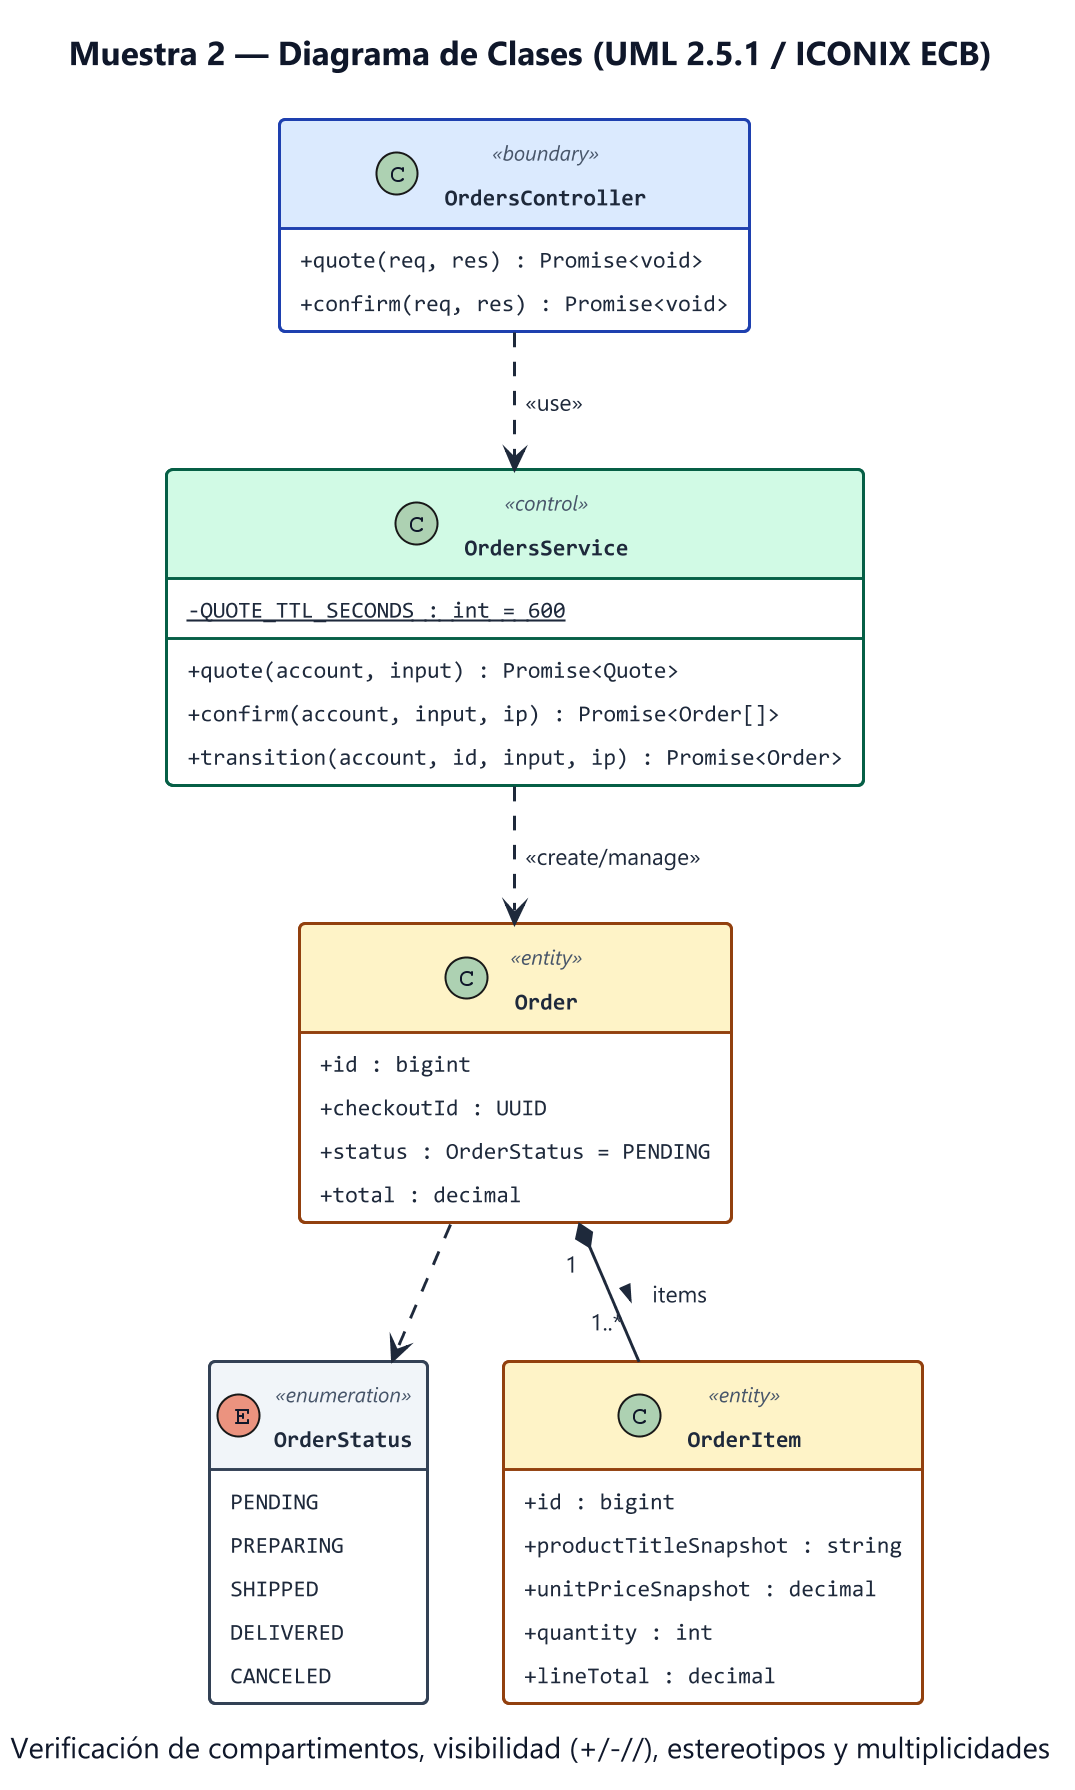 Muestra 2 — Diagrama de Clases (UML 2.5.1 / ICONIX ECB)
«boundary»
C
OrdersController
+quote(req, res) : Promise<void>
+confirm(req, res) : Promise<void>
«use»
«control»
C
OrdersService
-QUOTE_TTL_SECONDS : int = 600
+quote(account, input) : Promise<Quote>
+confirm(account, input, ip) : Promise<Order[]>
+transition(account, id, input, ip) : Promise<Order>
«create/manage»
«entity»
C
Order
+id : bigint
+checkoutId : UUID
+status : OrderStatus = PENDING
+total : decimal
1
items
1..*
«enumeration»
E
OrderStatus
PENDING
PREPARING
SHIPPED
DELIVERED
CANCELED
«entity»
C
OrderItem
+id : bigint
+productTitleSnapshot : string
+unitPriceSnapshot : decimal
+quantity : int
+lineTotal : decimal
Verificación de compartimentos, visibilidad (+/-//), estereotipos y multiplicidades